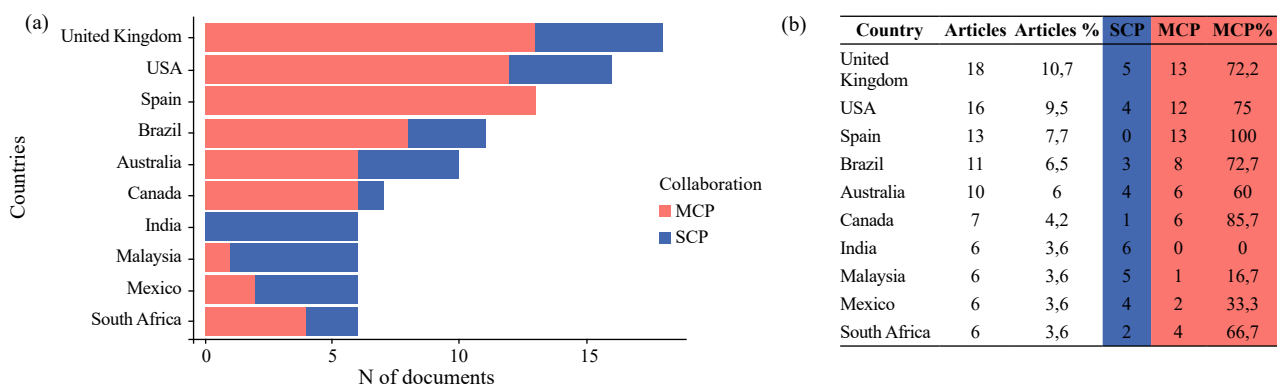 (a)
United Kingdom
USA
Spain
Brazil
Australia
Canada
India
Malaysia
Mexico
South Africa
Countries
0 5 10 15
N of documents
Collaboration
MCP
SCP
(b)
Country Articles Articles % SCP MCP MCP%
United
Kingdom 18 10,7 5 13 72,2
USA 16 9,5 4 12 75
Spain 13 7,7 0 13 100
Brazil 11 6,5 3 8 72,7
Australia 10 6 4 6 60
Canada 7 4,2 1 6 85,7
India 6 3,6 6 0 0
Malaysia 6 3,6 5 1 16,7
Mexico 6 3,6 4 2 33,3
South Africa 6 3,6 2 4 66,7